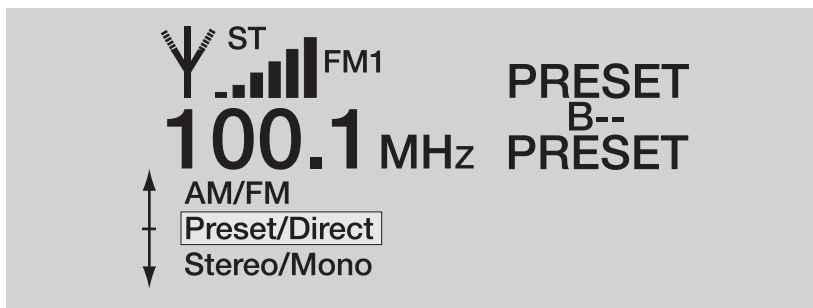 ST
FM1
100.1 MHz
PRESET
B--
PRESET
AM/FM
Preset/Direct
Stereo/Mono